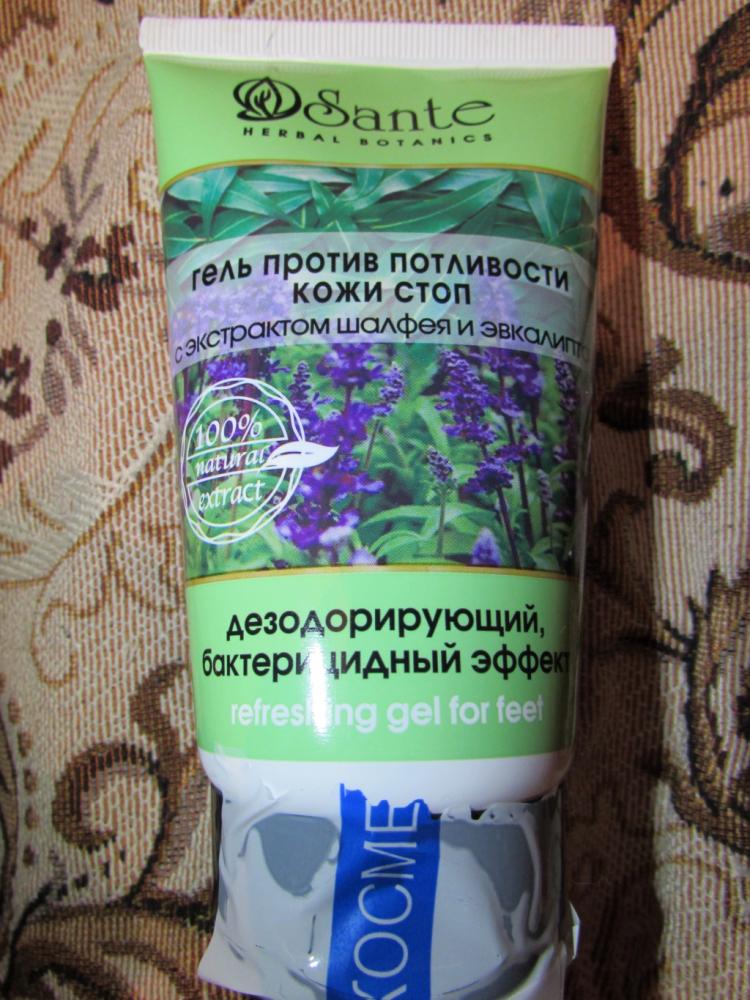 Sante
HERBAL BOTANICS
гель против потливости
кожи стоп
с экстрактом шалфея и
100%
natural
extract
дезодорирующий,
бактерицидный эффект
refreshing gel for feet
КОСМЕ